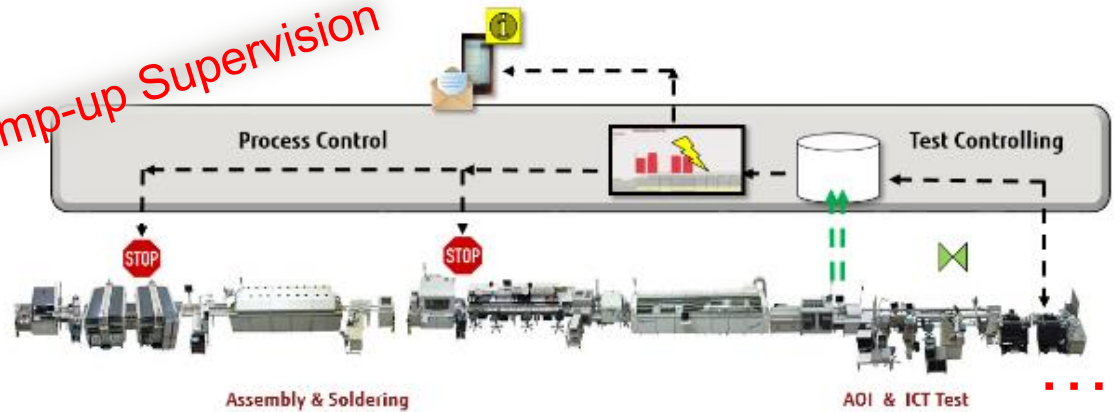 mp-up Supervision
Process Control
Test Controlling
STOP
STOP
Assembly & Soldering
AOI & ICT Test
...